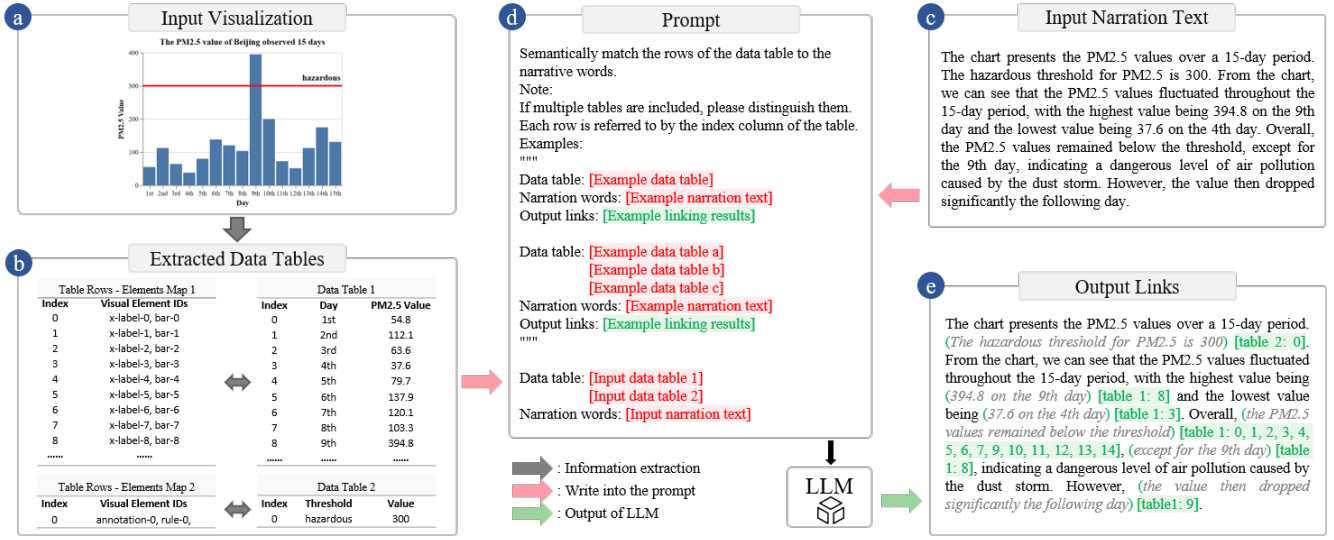 a
Input Visualization
The PM2.5 value of Beijing observed 15 days
400
300
200
100
0
PM2.5 Value
hazardous
1st 2nd 3rd 4th 5th 6th 7th 8th 9th 10th 11th 12th 13th 14th 15th
Day
b
Extracted Data Tables
Table Rows - Elements Map 1
Index Visual Element IDs
0 x-label-0, bar-0
1 x-label-1, bar-1
2 x-label-2, bar-2
3 x-label-3, bar-3
4 x-label-4, bar-4
5 x-label-5, bar-5
6 x-label-6, bar-6
7 x-label-7, bar-7
8 x-label-8, bar-8
...... ......
Data Table 1
Index Day PM2.5 Value
0 1st 54.8
1 2nd 112.1
2 3rd 63.6
3 4th 37.6
4 5th 79.7
5 6th 137.9
6 7th 120.1
7 8th 103.3
8 9th 394.8
...... ...... ......
Table Rows - Elements Map 2
Index Visual Element IDs
0 annotation-0, rule-0,
Data Table 2
Index Threshold Value
0 hazardous 300
d
Prompt
Semantically match the rows of the data table to the
narrative words.
Note:
If multiple tables are included, please distinguish them.
Each row is referred to by the index column of the table.
Examples:
"""
Data table: [Example data table]
Narration words: [Example narration text]
Output links: [Example linking results]
Data table: [Example data table a]
[Example data table b]
[Example data table c]
Narration words: [Example narration text]
Output links: [Example linking results]
"""
Data table: [Input data table 1]
[Input data table 2]
Narration words: [Input narration text]
: Information extraction
: Write into the prompt
: Output of LLM
LLM
c
Input Narration Text
The chart presents the PM2.5 values over a 15-day period.
The hazardous threshold for PM2.5 is 300. From the chart,
we can see that the PM2.5 values fluctuated throughout the
15-day period, with the highest value being 394.8 on the 9th
day and the lowest value being 37.6 on the 4th day. Overall,
the PM2.5 values remained below the threshold, except for
the 9th day, indicating a dangerous level of air pollution
caused by the dust storm. However, the value then dropped
significantly the following day.
e
Output Links
The chart presents the PM2.5 values over a 15-day period.
(The hazardous threshold for PM2.5 is 300) [table 2: 0].
From the chart, we can see that the PM2.5 values fluctuated
throughout the 15-day period, with the highest value being
(394.8 on the 9th day) [table 1: 8] and the lowest value
being (37.6 on the 4th day) [table 1: 3]. Overall, (the PM2.5
values remained below the threshold) [table 1: 0, 1, 2, 3, 4,
5, 6, 7, 9, 10, 11, 12, 13, 14], (except for the 9th day) [table
1: 8], indicating a dangerous level of air pollution caused by
the dust storm. However, (the value then dropped
significantly the following day) [table1: 9].